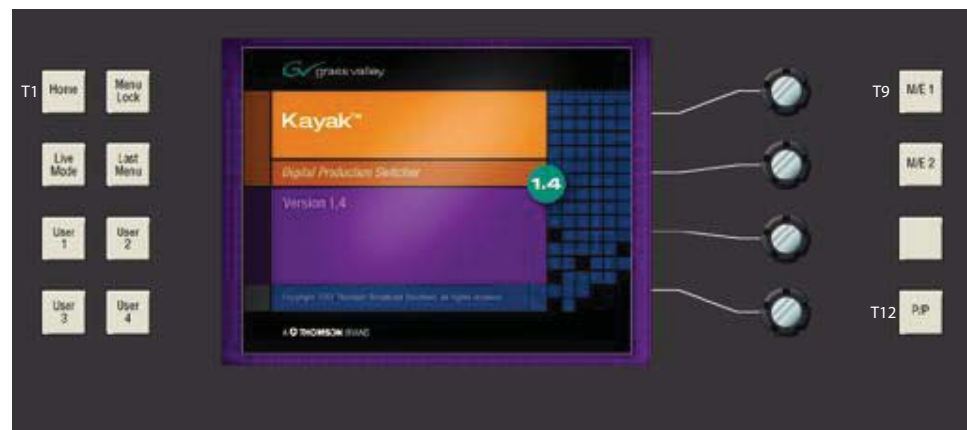 T1
Home
Menu
Lock
Live
Mode
Last
Menu
User
1
User
2
User
3
User
4
grass valley
Kayak™
Digital Production Switcher
1.4
Version 1.4
A THOMSON BRAND
T9
M/E 1
M/E 2
T12
P/P